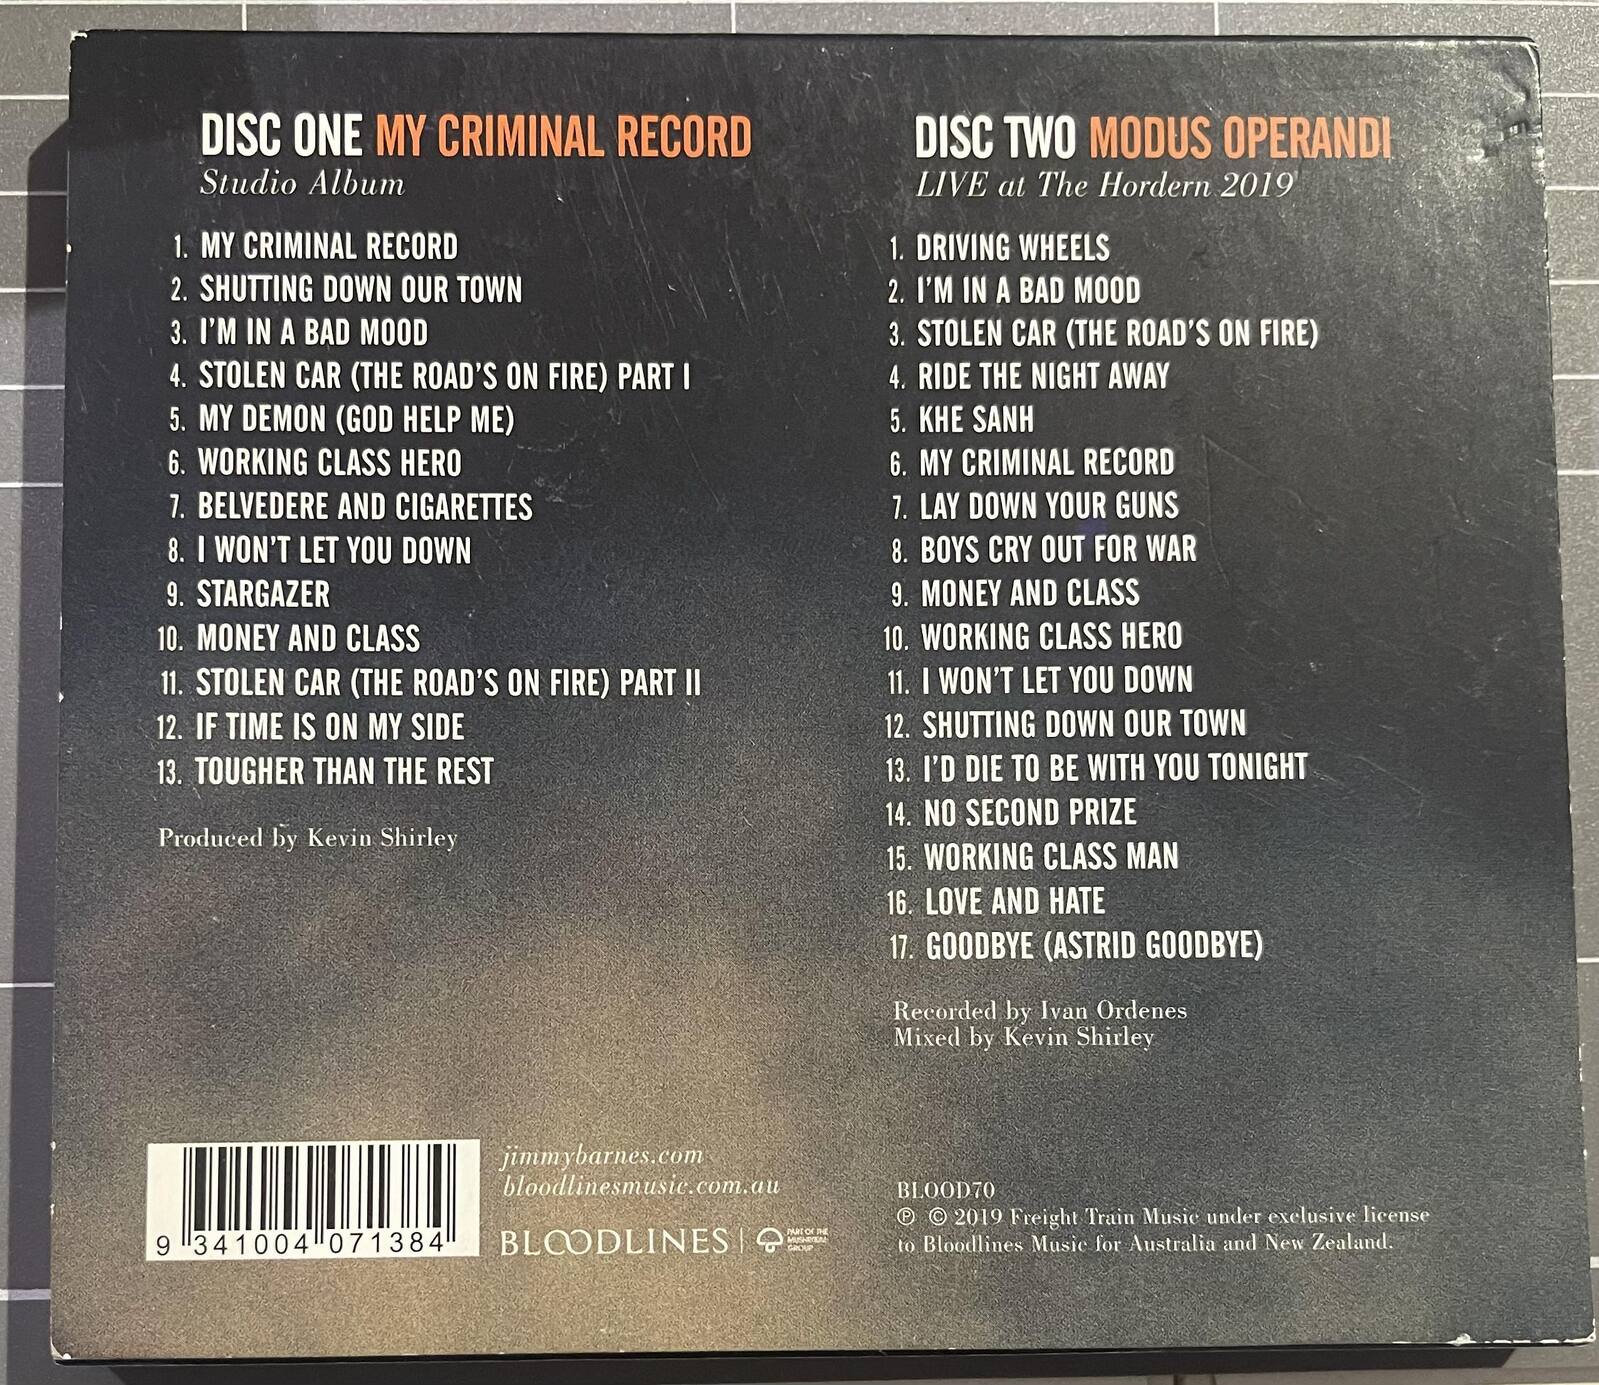 DISC ONE MY CRIMINAL RECORD
Studio Album
1. MY CRIMINAL RECORD
2. SHUTTING DOWN OUR TOWN
3. I'M IN A BAD MOOD
4. STOLEN CAR (THE ROAD'S ON FIRE) PART I
5. MY DEMON (GOD HELP ME)
6. WORKING CLASS HERO
7. BELVEDERE AND CIGARETTES
8. I WON'T LET YOU DOWN
9. STARGAZER
10. MONEY AND CLASS
11. STOLEN CAR (THE ROAD'S ON FIRE) PART II
12. IF TIME IS ON MY SIDE
13. TOUGHER THAN THE REST
Produced by Kevin Shirley
DISC TWO MODUS OPERANDI
LIVE at The Hordern 2019
1. DRIVING WHEELS
2. I'M IN A BAD MOOD
3. STOLEN CAR (THE ROAD'S ON FIRE)
4. RIDE THE NIGHT AWAY
5. KHE SANH
6. MY CRIMINAL RECORD
7. LAY DOWN YOUR GUNS
8. BOYS CRY OUT FOR WAR
9. MONEY AND CLASS
10. WORKING CLASS HERO
11. I WON'T LET YOU DOWN
12. SHUTTING DOWN OUR TOWN
13. I'D DIE TO BE WITH YOU TONIGHT
14. NO SECOND PRIZE
15. WORKING CLASS MAN
16. LOVE AND HATE
17. GOODBYE (ASTRID GOODBYE)
Recorded by Ivan Ordenes
Mixed by Kevin Shirley
9 341004 071384
jimmybarnes.com
bloodlinesmusic.com.au
BLOODLINES
PART OF THE
MUSHROOM
GROUP
BLOOD70
℗ © 2019 Freight Train Music under exclusive license
to Bloodlines Music for Australia and New Zealand.